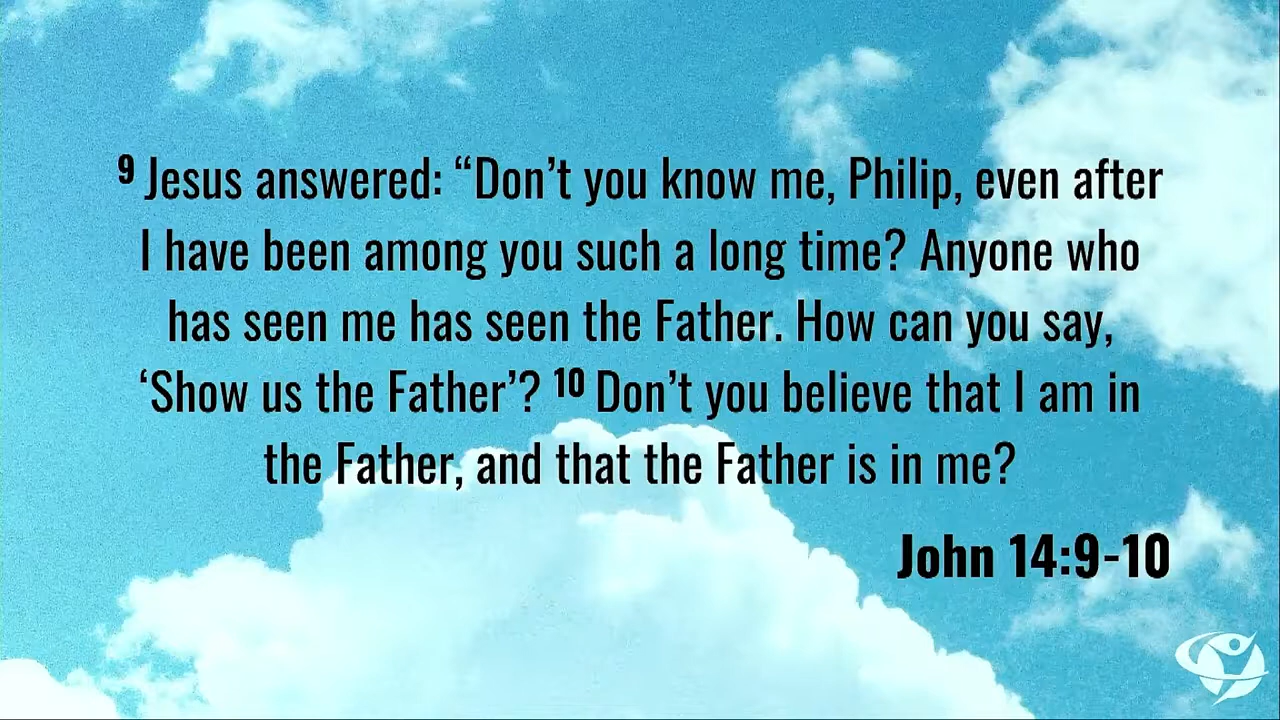 9 Jesus answered: “Don’t you know me, Philip, even after
I have been among you such a long time? Anyone who
has seen me has seen the Father. How can you say,
‘Show us the Father’? 10 Don’t you believe that I am in
the Father, and that the Father is in me?
John 14:9-10